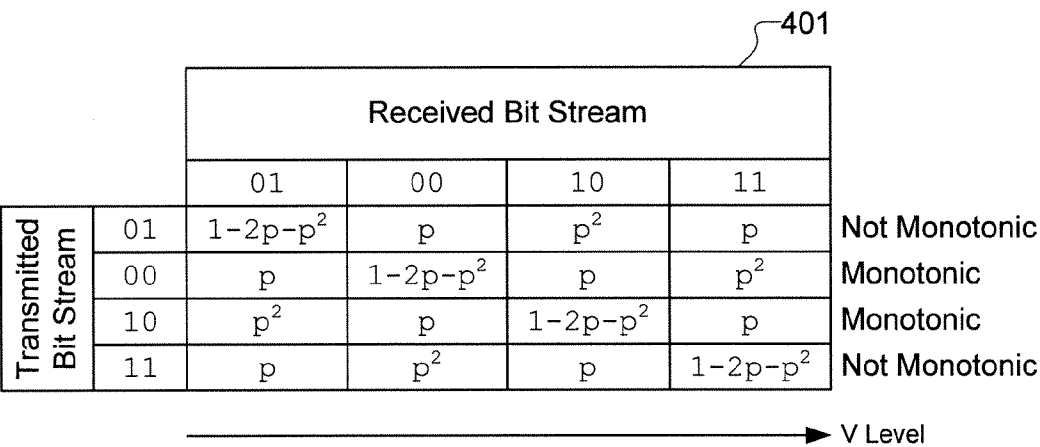 401
Received Bit Stream
01 00 10 11
Transmitted
Bit Stream
01 1-2p-p² p p² p Not Monotonic
00 p 1-2p-p² p p² Monotonic
10 p² p 1-2p-p² p Monotonic
11 p p² p 1-2p-p² Not Monotonic
V Level